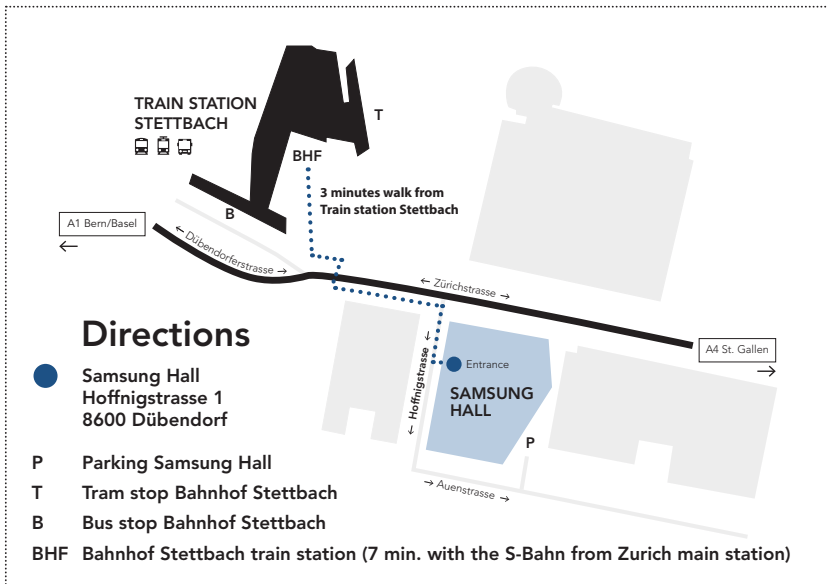 TRAIN STATION
STETTBACH
T
BHF
3 minutes walk from
Train station Stettbach
B
A1 Bern/Basel
←
← Dübendorferstrasse →
← Zürichstrasse →
A4 St. Gallen
→
Directions
Samsung Hall
Hoffnigstrasse 1
8600 Dübendorf
← Hoffnigstrasse →
Entrance
SAMSUNG
HALL
P
→ Auenstrasse →
P Parking Samsung Hall
T Tram stop Bahnhof Stettbach
B Bus stop Bahnhof Stettbach
BHF Bahnhof Stettbach train station (7 min. with the S-Bahn from Zurich main station)